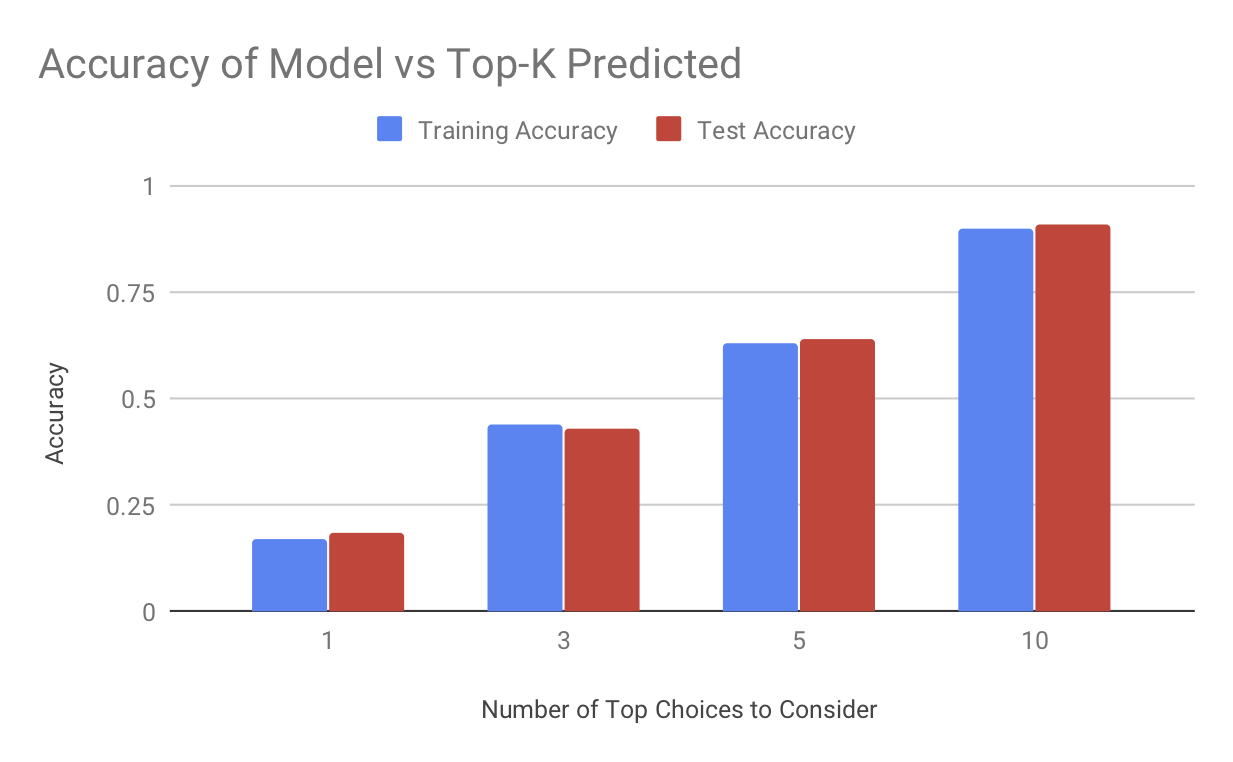 Accuracy of Model vs Top-K Predicted
Training Accuracy
Test Accuracy
1
0.75
0.5
0.25
0
Accuracy
1
3
5
10
Number of Top Choices to Consider